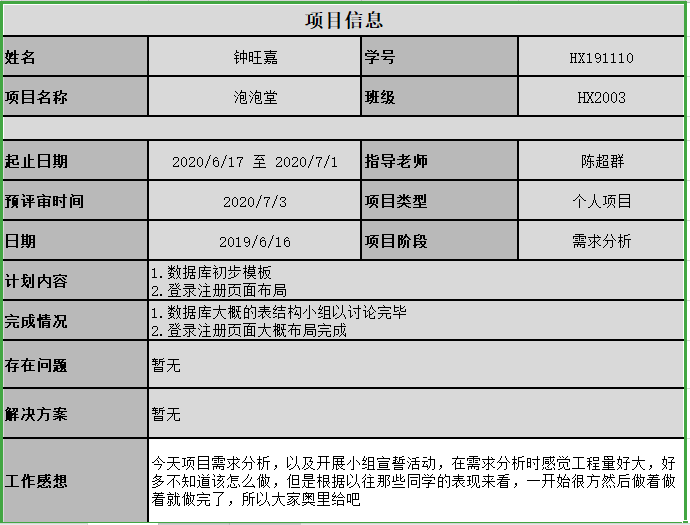 项目信息
姓名 钟旺嘉 学号 HX191110
项目名称 泡泡堂 班级 HX2003
起止日期 2020/6/17 至 2020/7/1 指导老师 陈超群
预评审时间 2020/7/3 项目类型 个人项目
日期 2019/6/16 项目阶段 需求分析
计划内容 1.数据库初步模板
2.登录注册页面布局
完成情况 1.数据库大概的表结构小组以讨论完毕
2.登录注册页面大概布局完成
存在问题 暂无
解决方案 暂无
工作感想 今天项目需求分析，以及开展小组宣誓活动，在需求分析时感觉工程量好大，好
多不知道该怎么做，但是根据以往那些同学的表现来看，一开始很方然后做着做
着就做完了，所以大家奥里给吧